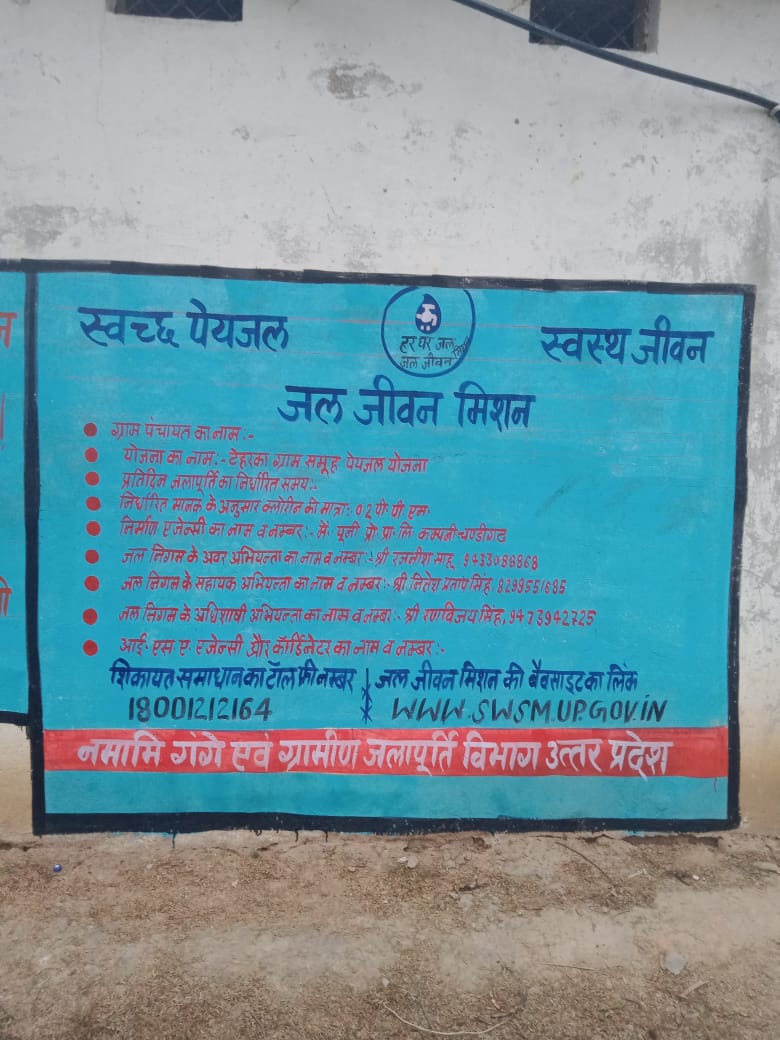 स्वच्छ पेयजल
हर घर जल
जल जीवन मिशन
स्वस्थ जीवन
जल जीवन मिशन
ग्राम पंचायत का नाम:-
योजना का नाम:- टेहरका ग्राम समूह पेयजल योजना
प्रतिदिन जलापूर्ति का निर्धारित समय:-
निर्धारित मानक के अनुसार क्लोरीन की मात्रा:- 0.2 पी. पी. एम.
निर्माण एजेन्सी का नाम व नम्बर:- मै. यूनी प्रो. प्रा. लि. कम्पनी चण्डीगढ
जल निगम के अवर अभियन्ता का नाम व नम्बर:- श्री रजनीश साहू 9433086868
जल निगम के सहायक अभियन्ता का नाम व नम्बर:- श्री नितेश प्रताप सिंह, 8299551685
जल निगम के अधिशाषी अभियन्ता का नाम व नम्बर:- श्री रणविजय सिंह, 9473942725
आई. एस. ए. एजेन्सी और कॉर्डिनेटर का नाम व नम्बर:-
शिकायत समाधान का टॉल फ्री नम्बर
18001212164
जल जीवन मिशन की बैवसाइट का लिंक
WWW.SWSM.UP.GOV.iN
नमामि गंगे एवं ग्रामीण जलापूर्ति विभाग उत्तर प्रदेश